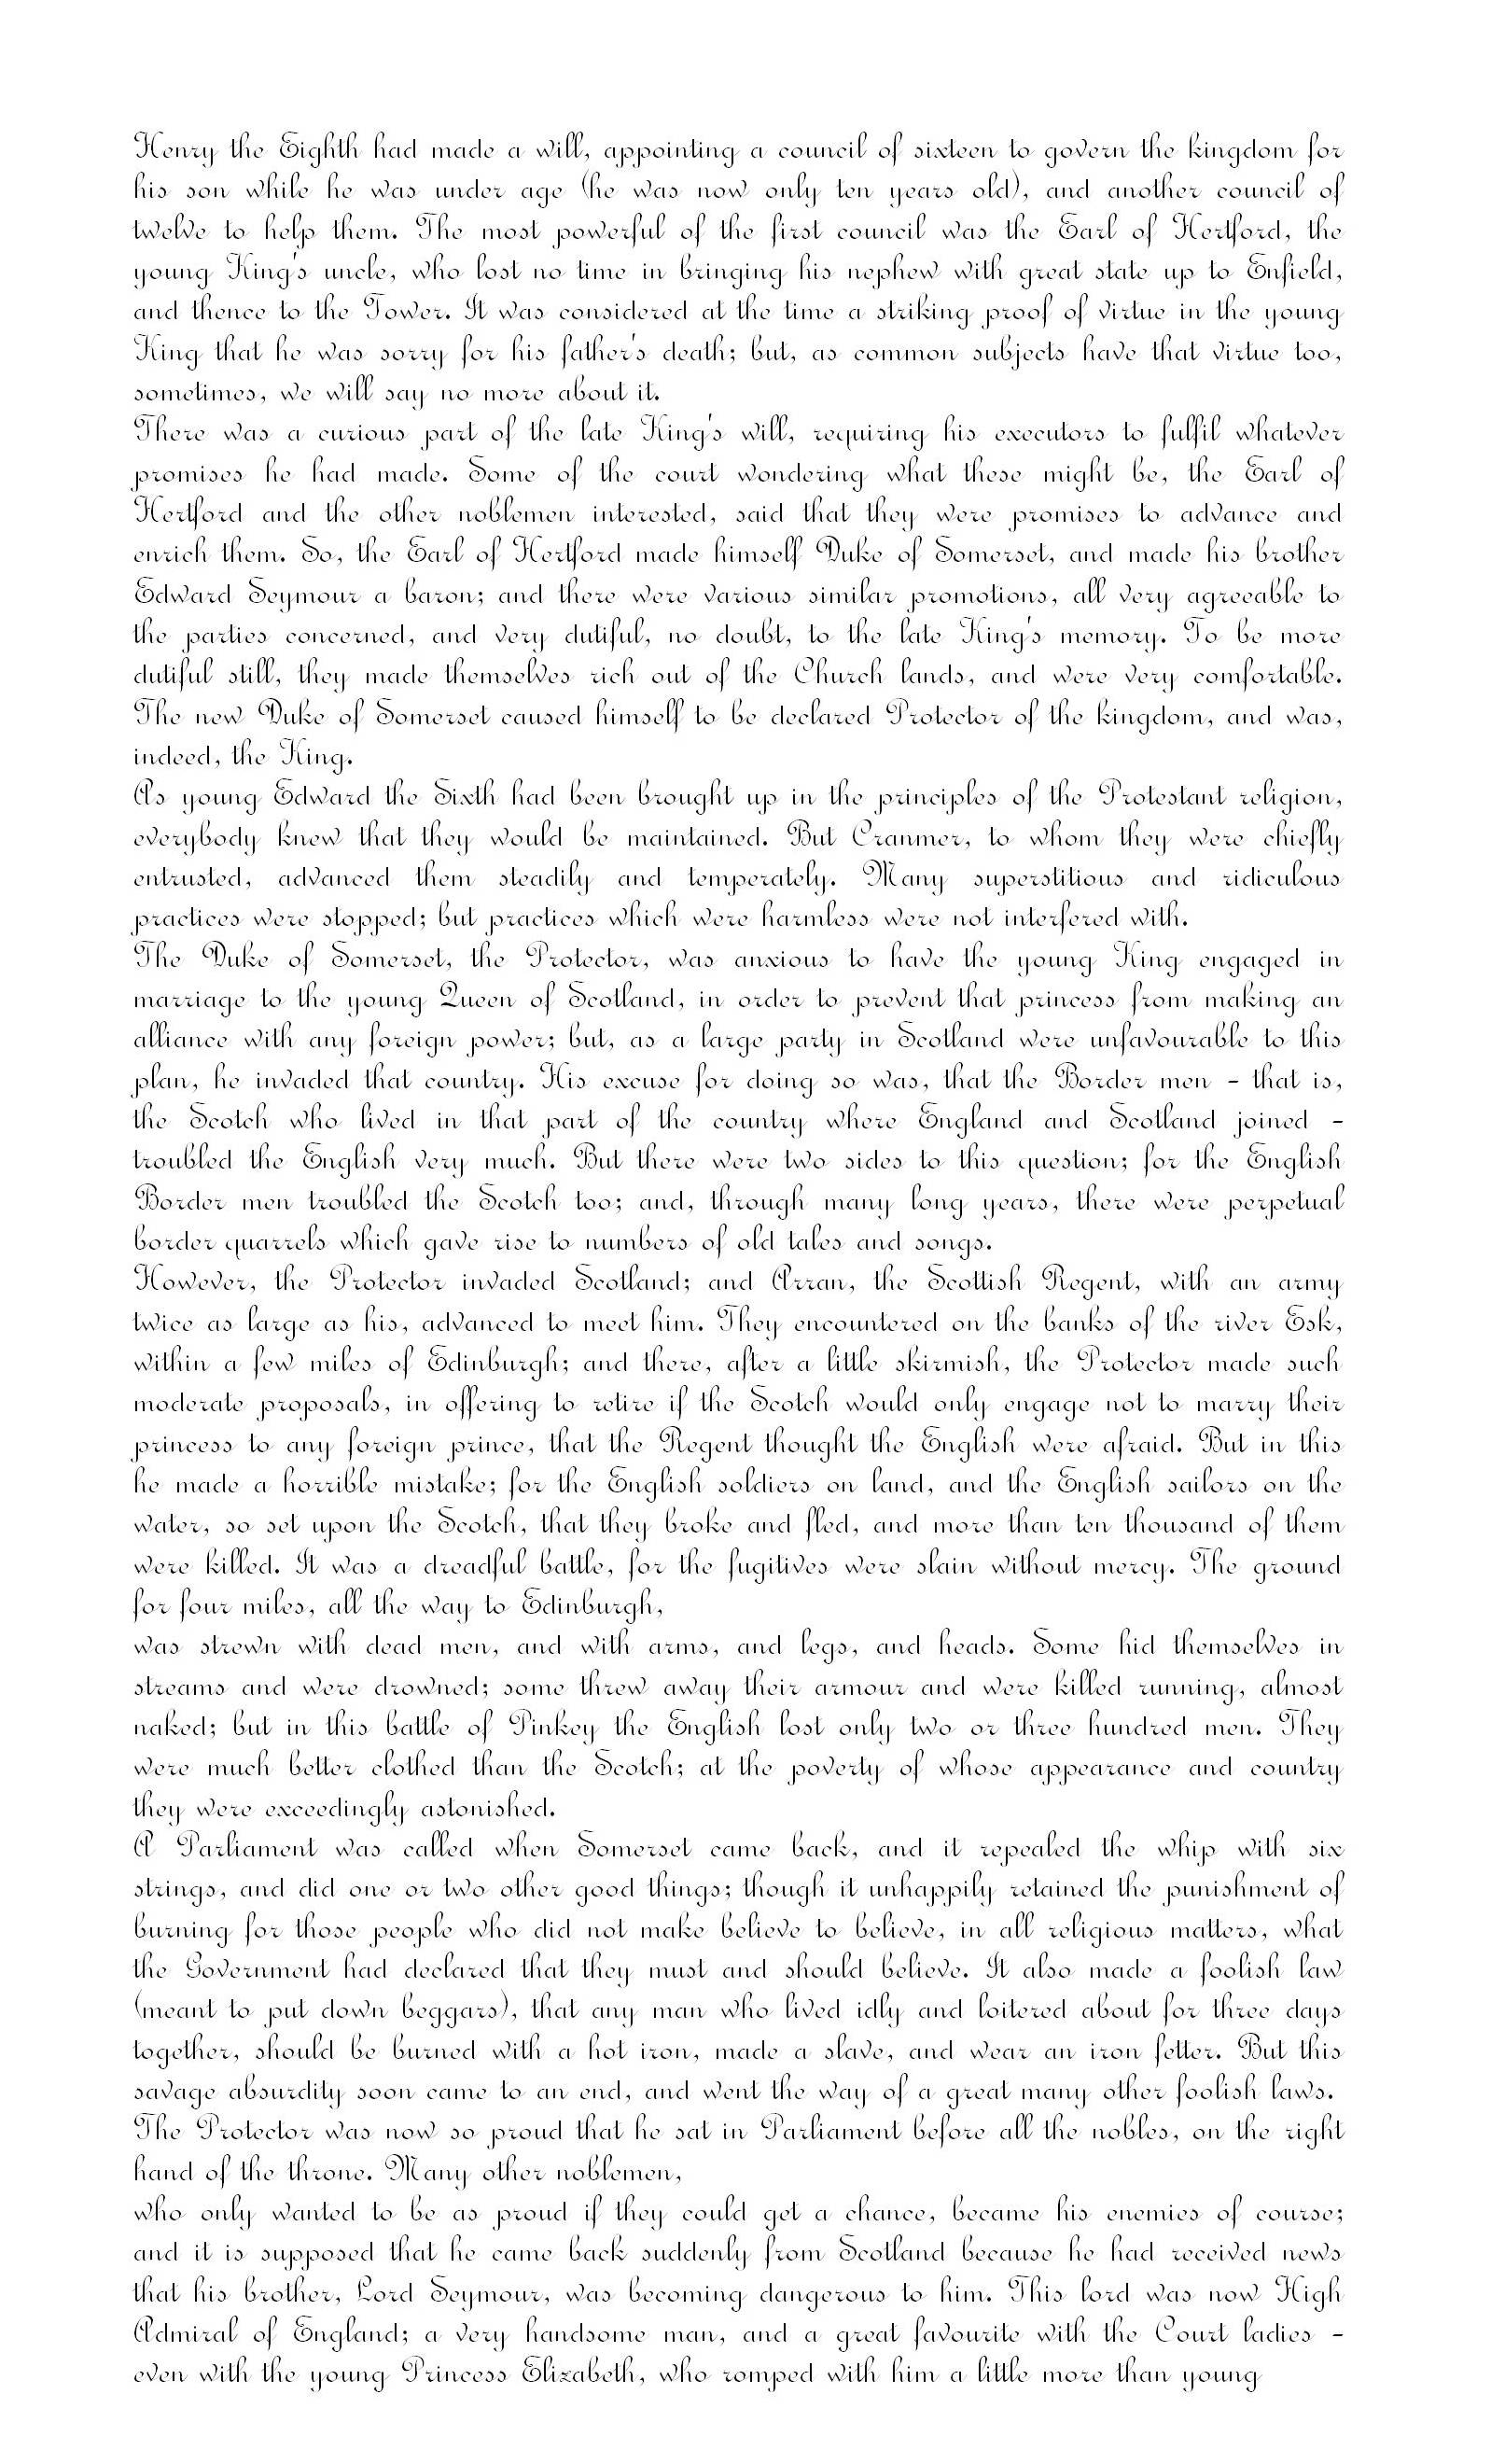 Henry the Eighth had made a will, appointing a council of sixteen to govern the kingdom for
his son while he was under age (he was now only ten years old), and another council of
twelve to help them. The most powerful of the first council was the Earl of Hertford, the
young King's uncle, who lost no time in bringing his nephew with great state up to Enfield,
and thence to the Tower. It was considered at the time a striking proof of virtue in the young
King that he was sorry for his father's death; but, as common subjects have that virtue too,
sometimes, we will say no more about it.
There was a curious part of the late King's will, requiring his executors to fulfil whatever
promises he had made. Some of the court wondering what these might be, the Earl of
Hertford and the other noblemen interested, said that they were promises to advance and
enrich them. So, the Earl of Hertford made himself Duke of Somerset, and made his brother
Edward Seymour a baron; and there were various similar promotions, all very agreeable to
the parties concerned, and very dutiful, no doubt, to the late King's memory. To be more
dutiful still, they made themselves rich out of the Church lands, and were very comfortable.
The new Duke of Somerset caused himself to be declared Protector of the kingdom, and was,
indeed, the King.
As young Edward the Sixth had been brought up in the principles of the Protestant religion,
everybody knew that they would be maintained. But Cranmer, to whom they were chiefly
entrusted, advanced them steadily and temperately. Many superstitious and ridiculous
practices were stopped; but practices which were harmless were not interfered with.
The Duke of Somerset, the Protector, was anxious to have the young King engaged in
marriage to the young Queen of Scotland, in order to prevent that princess from making an
alliance with any foreign power; but, as a large party in Scotland were unfavourable to this
plan, he invaded that country. His excuse for doing so was, that the Border men - that is,
the Scotch who lived in that part of the country where England and Scotland joined -
troubled the English very much. But there were two sides to this question; for the English
Border men troubled the Scotch too; and, through many long years, there were perpetual
border quarrels which gave rise to numbers of old tales and songs.
However, the Protector invaded Scotland; and Arran, the Scottish Regent, with an army
twice as large as his, advanced to meet him. They encountered on the banks of the river Esk,
within a few miles of Edinburgh; and there, after a little skirmish, the Protector made such
moderate proposals, in offering to retire if the Scotch would only engage not to marry their
princess to any foreign prince, that the Regent thought the English were afraid. But in this
he made a horrible mistake; for the English soldiers on land, and the English sailors on the
water, so set upon the Scotch, that they broke and fled, and more than ten thousand of them
were killed. It was a dreadful battle, for the fugitives were slain without mercy. The ground
for four miles, all the way to Edinburgh,
was strewn with dead men, and with arms, and legs, and heads. Some hid themselves in
streams and were drowned; some threw away their armour and were killed running, almost
naked; but in this battle of Pinkey the English lost only two or three hundred men. They
were much better clothed than the Scotch; at the poverty of whose appearance and country
they were exceedingly astonished.
A Parliament was called when Somerset came back, and it repealed the whip with six
strings, and did one or two other good things; though it unhappily retained the punishment of
burning for those people who did not make believe to believe, in all religious matters, what
the Government had declared that they must and should believe. It also made a foolish law
(meant to put down beggars), that any man who lived idly and loitered about for three days
together, should be burned with a hot iron, made a slave, and wear an iron fetter. But this
savage absurdity soon came to an end, and went the way of a great many other foolish laws.
The Protector was now so proud that he sat in Parliament before all the nobles, on the right
hand of the throne. Many other noblemen,
who only wanted to be as proud if they could get a chance, became his enemies of course;
and it is supposed that he came back suddenly from Scotland because he had received news
that his brother, Lord Seymour, was becoming dangerous to him. This lord was now High
Admiral of England; a very handsome man, and a great favourite with the Court ladies -
even with the young Princess Elizabeth, who romped with him a little more than young